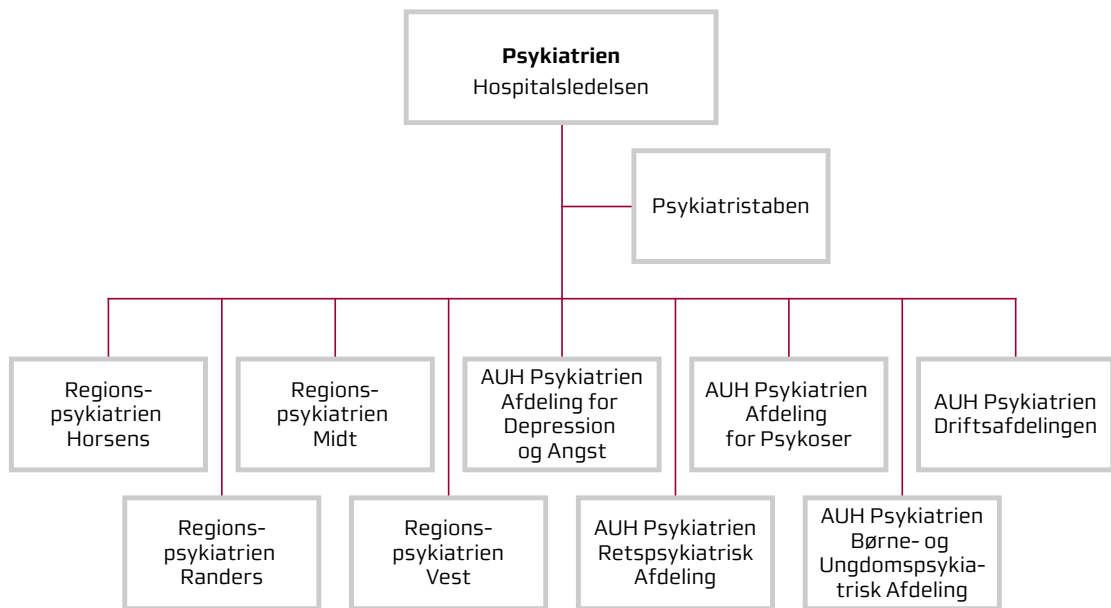 Psykiatrien
Hospitalsledelsen
Psykiatristaben
Regions-
psykiatrien
Horsens
Regions-
psykiatrien
Midt
AUH Psykiatrien
Afdeling for
Depression
og Angst
AUH Psykiatrien
Afdeling
for Psykoser
AUH Psykiatrien
Driftsafdelingen
Regions-
psykiatrien
Randers
Regions-
psykiatrien
Vest
AUH Psykiatrien
Retspsykiatrisk
Afdeling
AUH Psykiatrien
Børne- og
Ungdomspsykia-
trisk Afdeling